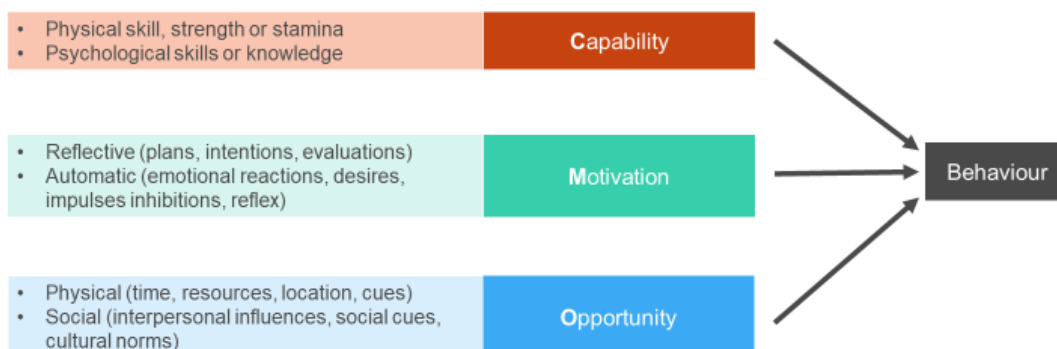 • Physical skill, strength or stamina
• Psychological skills or knowledge
Capability
• Reflective (plans, intentions, evaluations)
• Automatic (emotional reactions, desires,
impulses inhibitions, reflex)
Motivation
Behaviour
• Physical (time, resources, location, cues)
• Social (interpersonal influences, social cues,
cultural norms)
Opportunity